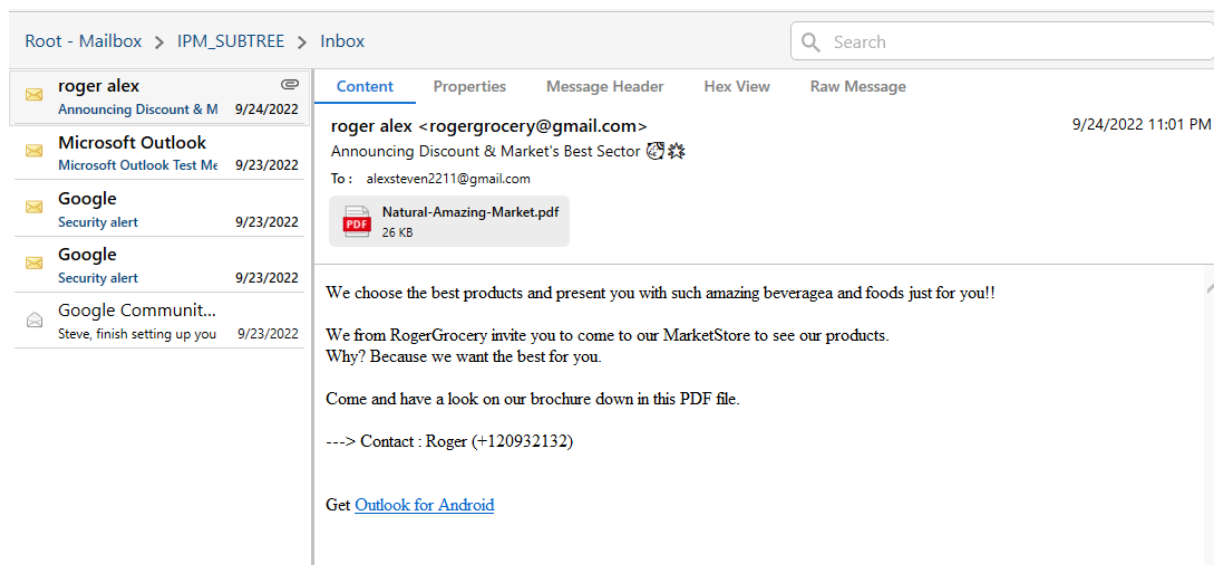 Root - Mailbox > IPM_SUBTREE > Inbox
Search
roger alex
Announcing Discount & M 9/24/2022
Microsoft Outlook
Microsoft Outlook Test Me 9/23/2022
Google
Security alert 9/23/2022
Google
Security alert 9/23/2022
Google Communit...
Steve, finish setting up you 9/23/2022
Content Properties Message Header Hex View Raw Message
roger alex <rogergrocery@gmail.com> 9/24/2022 11:01 PM
Announcing Discount & Market's Best Sector
To : alexsteven2211@gmail.com
PDF
Natural-Amazing-Market.pdf
26 KB
We choose the best products and present you with such amazing beveragea and foods just for you!!
We from RogerGrocery invite you to come to our MarketStore to see our products.
Why? Because we want the best for you.
Come and have a look on our brochure down in this PDF file.
---> Contact : Roger (+120932132)
Get Outlook for Android